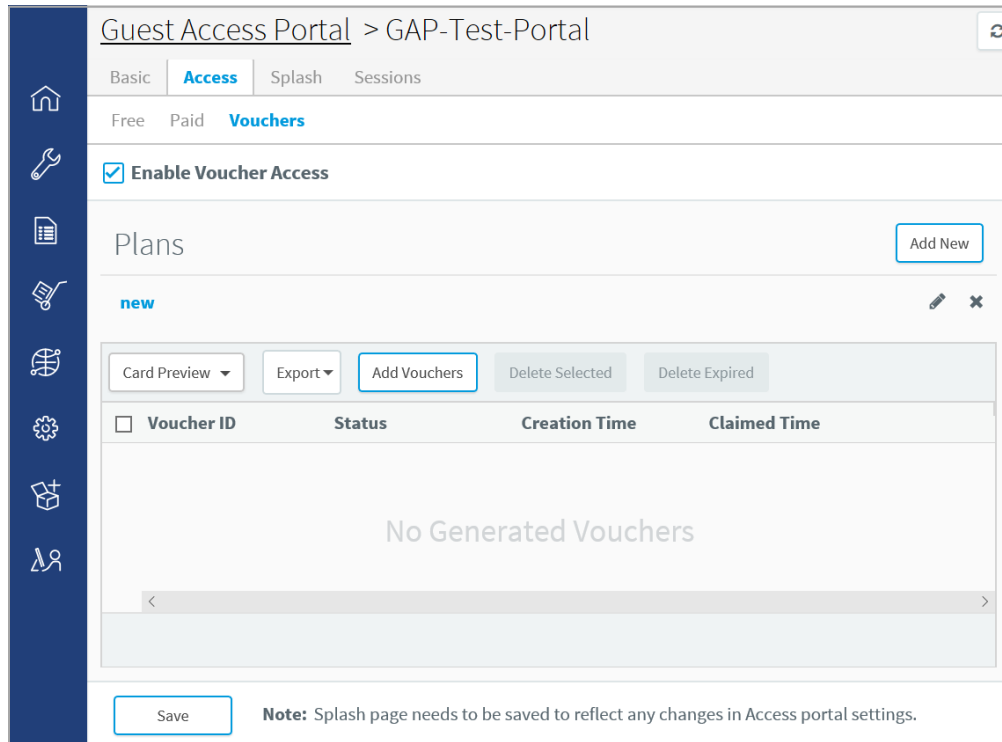 Guest Access Portal > GAP-Test-Portal
Basic Access Splash Sessions
Free Paid Vouchers
Enable Voucher Access
Plans Add New
new
Card Preview Export Add Vouchers Delete Selected Delete Expired
Voucher ID Status Creation Time Claimed Time
No Generated Vouchers
Save Note: Splash page needs to be saved to reflect any changes in Access portal settings.